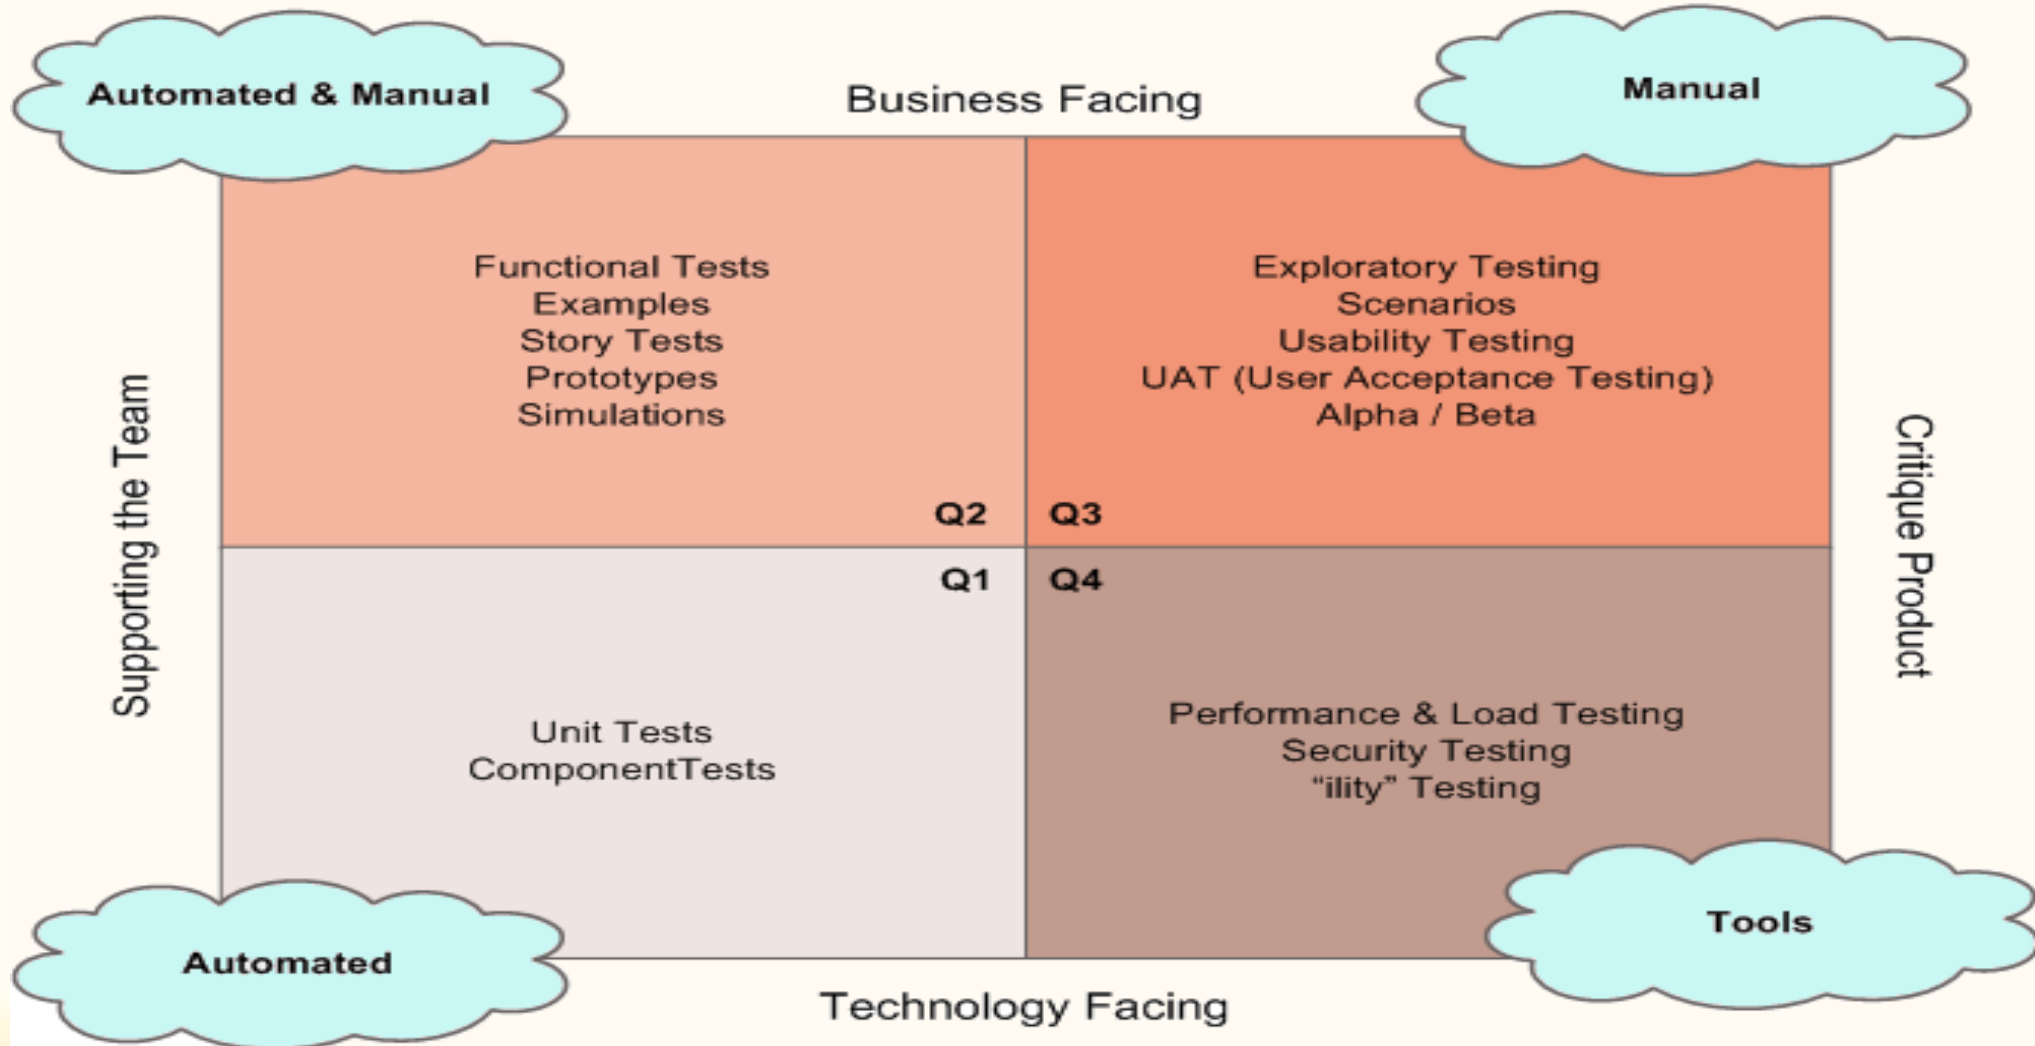 Automated & Manual
Business Facing
Manual
Supporting the Team
Functional Tests
Examples
Story Tests
Prototypes
Simulations
Q2
Exploratory Testing
Scenarios
Usability Testing
UAT (User Acceptance Testing)
Alpha / Beta
Q3
Critique Product
Q1
Unit Tests
ComponentTests
Q4
Performance & Load Testing
Security Testing
“ility” Testing
Automated
Technology Facing
Tools